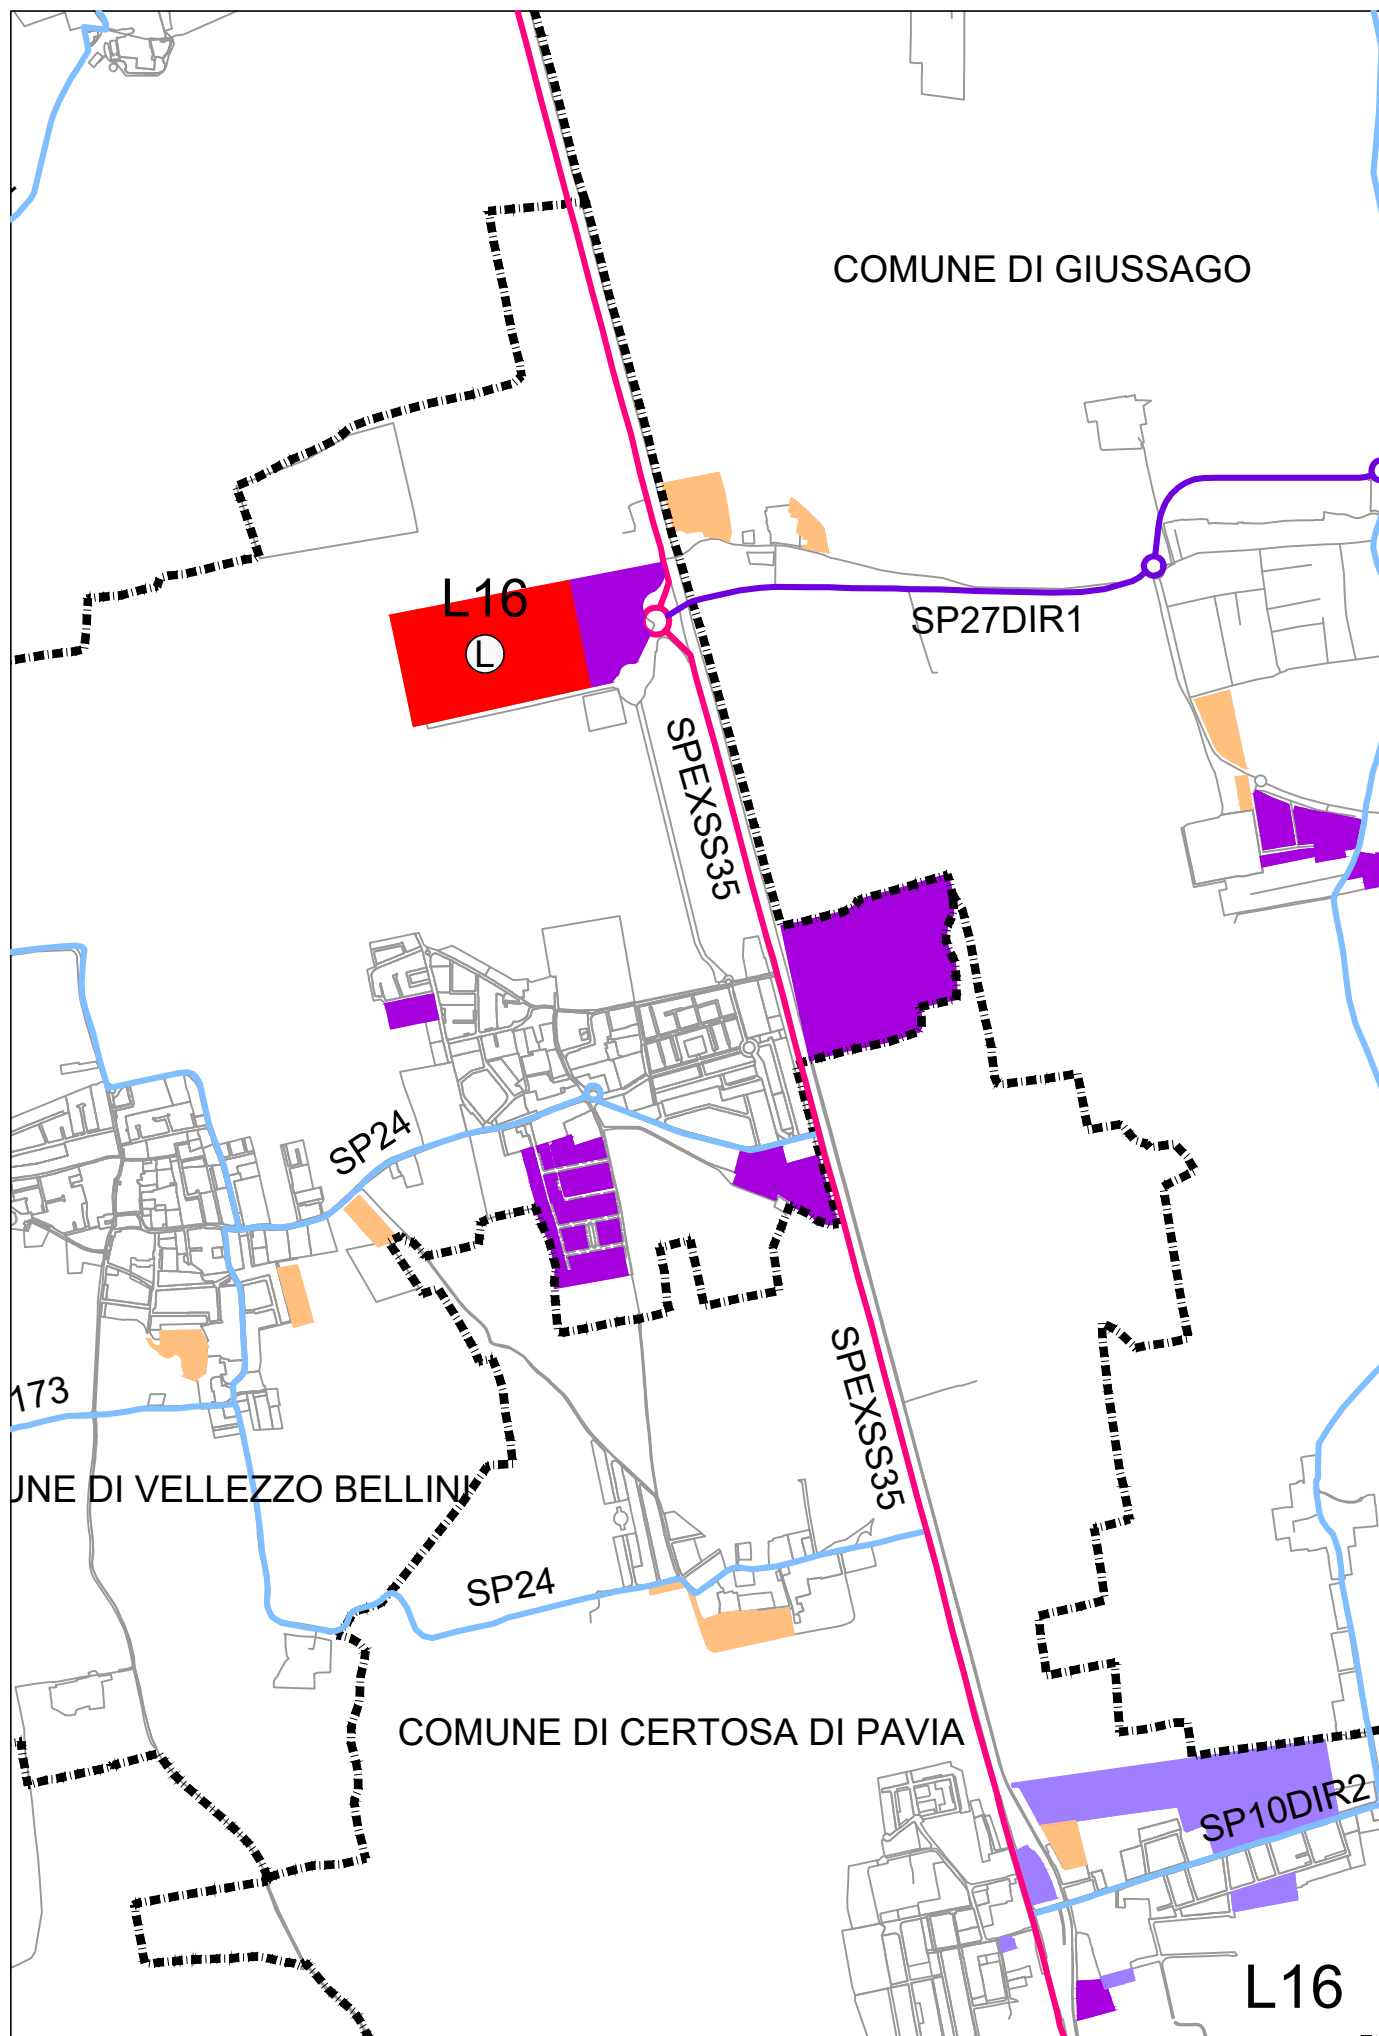 COMUNE DI GIUSSAGO
L16
L
SP27DIR1
SPEXSS35
SP24
SPEXSS35
173
UNE DI VELLEZZO BELLINI
SP24
COMUNE DI CERTOSA DI PAVIA
SP10DIR2
L16